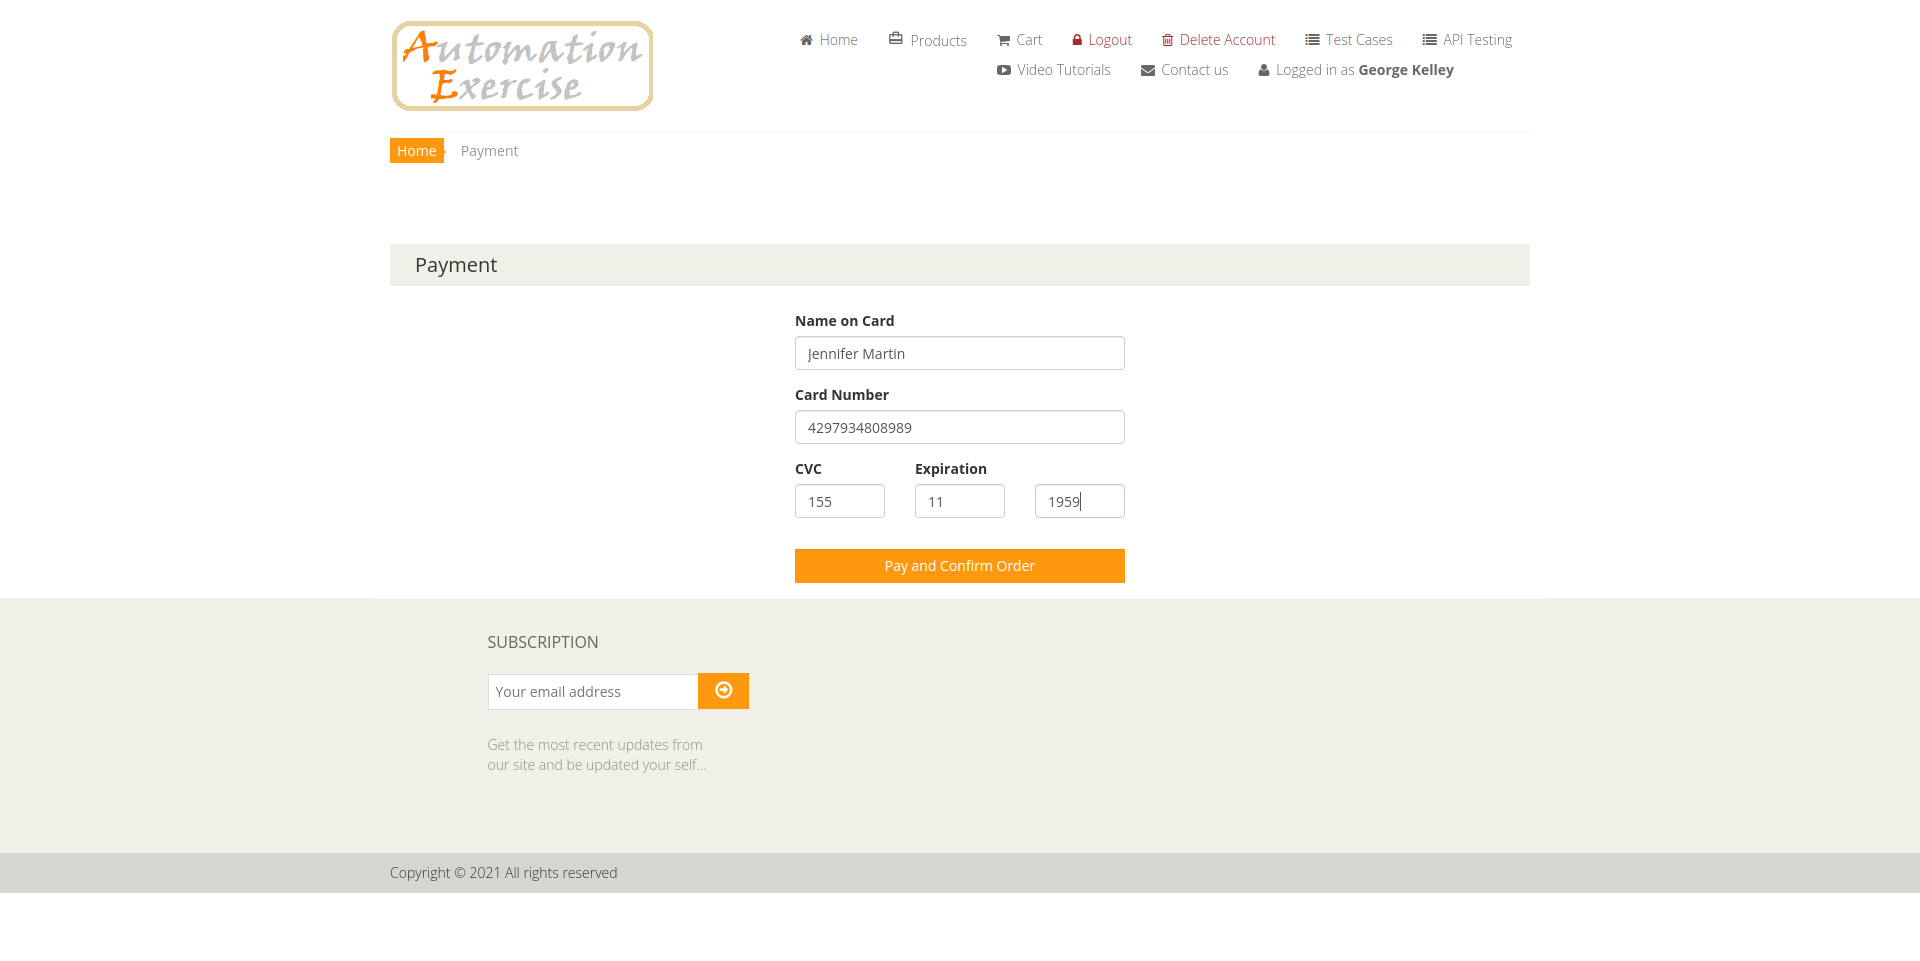 Automation
Exercise
Home
Products
Cart
Logout
Delete Account
Test Cases
API Testing
Video Tutorials
Contact us
Logged in as George Kelley
Home
Payment
Payment
Name on Card
Jennifer Martin
Card Number
4297934808989
CVC
Expiration
155
11
1959
Pay and Confirm Order
SUBSCRIPTION
Your email address
Get the most recent updates from
our site and be updated your self...
Copyright © 2021 All rights reserved